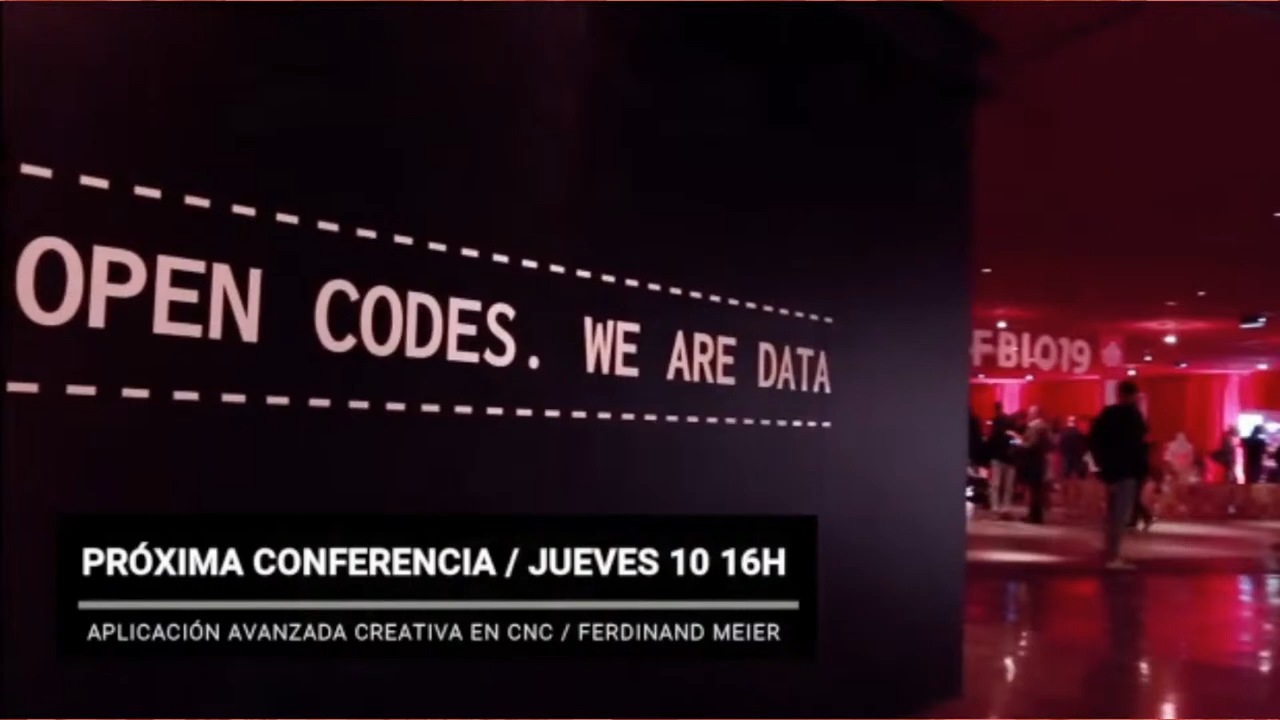 OPEN CODES. WE ARE DATA
FBIO19
PRÓXIMA CONFERENCIA / JUEVES 10 16H
APLICACIÓN AVANZADA CREATIVA EN CNC / FERDINAND MEIER